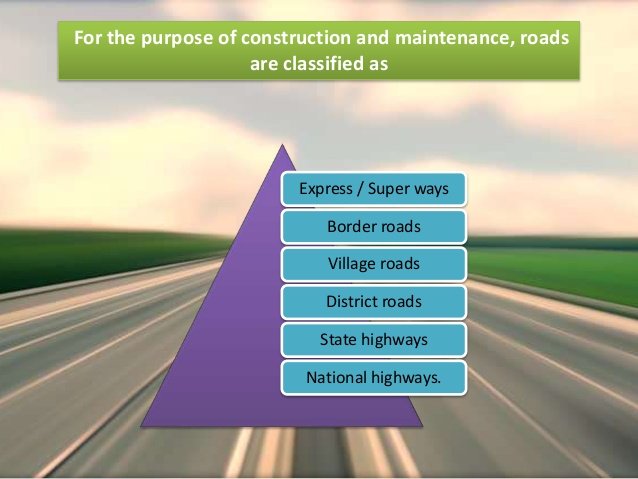 For the purpose of construction and maintenance, roads
are classified as
Express / Super ways
Border roads
Village roads
District roads
State highways
National highways.